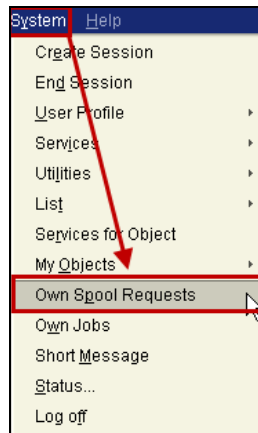 System Help
Create Session
End Session
User Profile
Services
Utilities
List
Services for Object
My Objects
Own Spool Requests
Own Jobs
Short Message
Status...
Log off